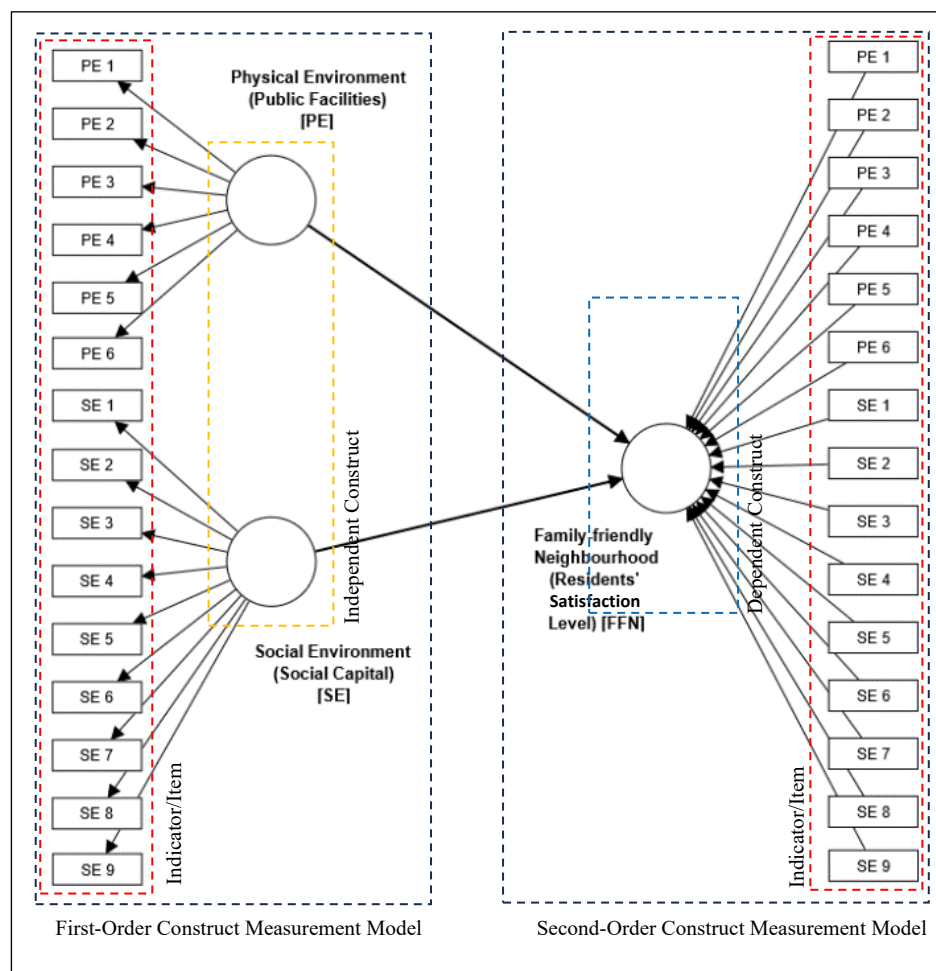 PE 1
PE 2
PE 3
PE 4
PE 5
PE 6
SE 1
SE 2
SE 3
SE 4
SE 5
SE 6
SE 7
SE 8
SE 9
Indicator/Item
Physical Environment
(Public Facilities)
[PE]
Independent Construct
Social Environment
(Social Capital)
[SE]
First-Order Construct Measurement Model
Family-friendly
Neighbourhood
(Residents'
Satisfaction
Level) [FFN]
Dependent Construct
PE 1
PE 2
PE 3
PE 4
PE 5
PE 6
SE 1
SE 2
SE 3
SE 4
SE 5
SE 6
SE 7
SE 8
SE 9
Indicator/Item
Second-Order Construct Measurement Model